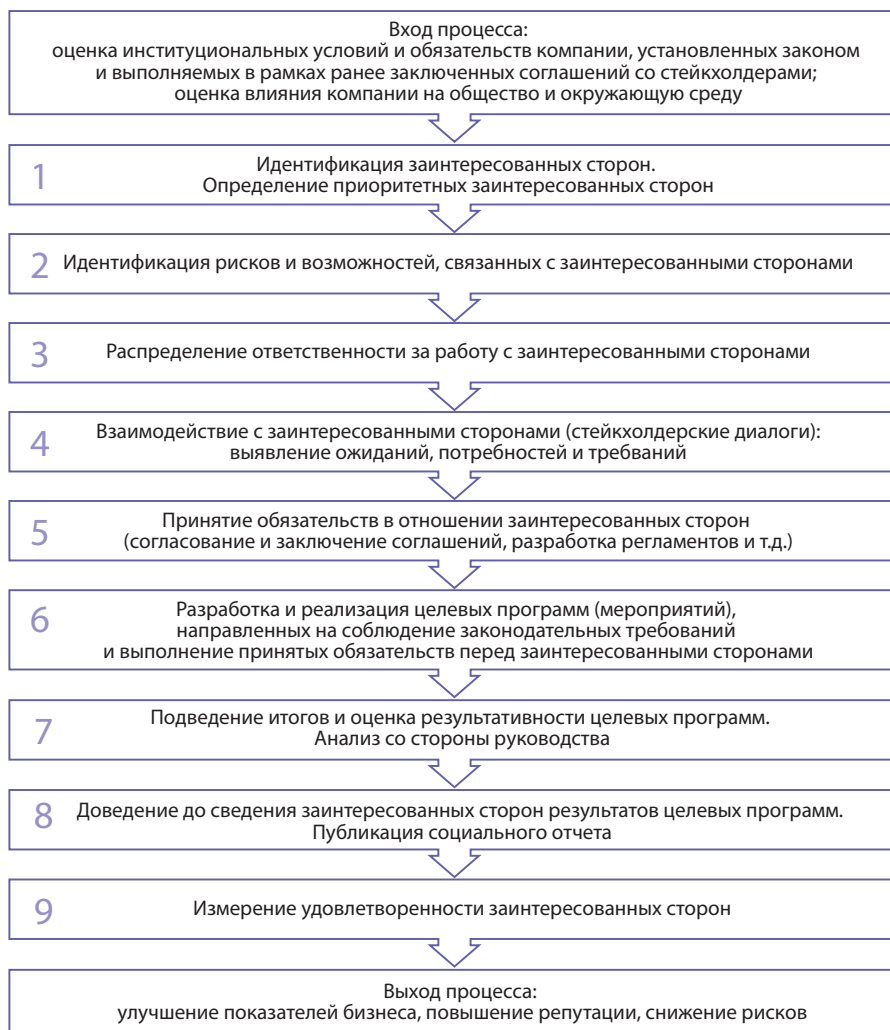 Вход процесса:
оценка институциональных условий и обязательств компании, установленных законом
и выполняемых в рамках ранее заключенных соглашений со стейкхолдерами;
оценка влияния компании на общество и окружающую среду
1
Идентификация заинтересованных сторон.
Определение приоритетных заинтересованных сторон
2 Идентификация рисков и возможностей, связанных с заинтересованными сторонами
3 Распределение ответственности за работу с заинтересованными сторонами
4
Взаимодействие с заинтересованными сторонами (стейкхолдерские диалоги):
выявление ожиданий, потребностей и требваний
5
Принятие обязательств в отношении заинтересованных сторон
(согласование и заключение соглашений, разработка регламентов и т.д.)
6
Разработка и реализация целевых программ (мероприятий),
направленных на соблюдение законодательных требований
и выполнение принятых обязательств перед заинтересованными сторонами
7
Подведение итогов и оценка результативности целевых программ.
Анализ со стороны руководства
8
Доведение до сведения заинтересованных сторон результатов целевых программ.
Публикация социального отчета
9 Измерение удовлетворенности заинтересованных сторон
Выход процесса:
улучшение показателей бизнеса, повышение репутации, снижение рисков